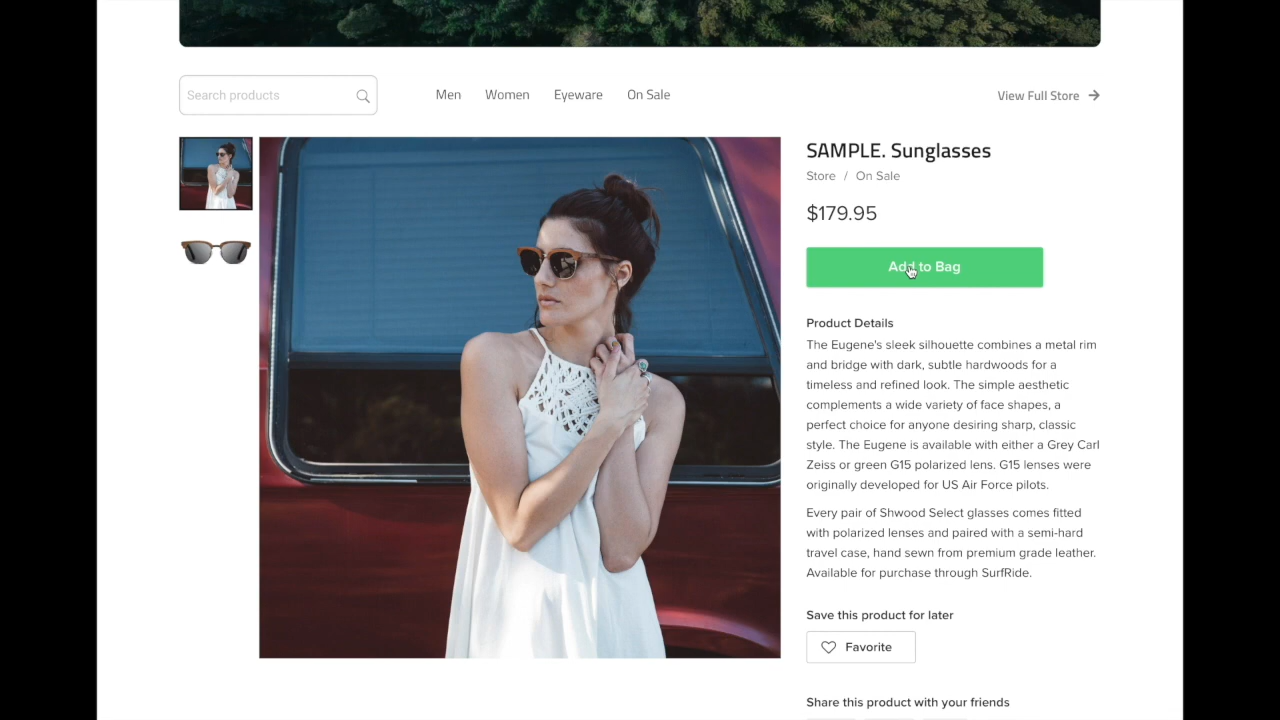 Search products
Men
Women
Eyeware
On Sale
View Full Store
SAMPLE. Sunglasses
Store / On Sale
$179.95
Add to Bag
Product Details
The Eugene's sleek silhouette combines a metal rim
and bridge with dark, subtle hardwoods for a
timeless and refined look. The simple aesthetic
complements a wide variety of face shapes, a
perfect choice for anyone desiring sharp, classic
style. The Eugene is available with either a Grey Carl
Zeiss or green G15 polarized lens. G15 lenses were
originally developed for US Air Force pilots.
Every pair of Shwood Select glasses comes fitted
with polarized lenses and paired with a semi-hard
travel case, hand sewn from premium grade leather.
Available for purchase through SurfRide.
Save this product for later
Favorite
Share this product with your friends